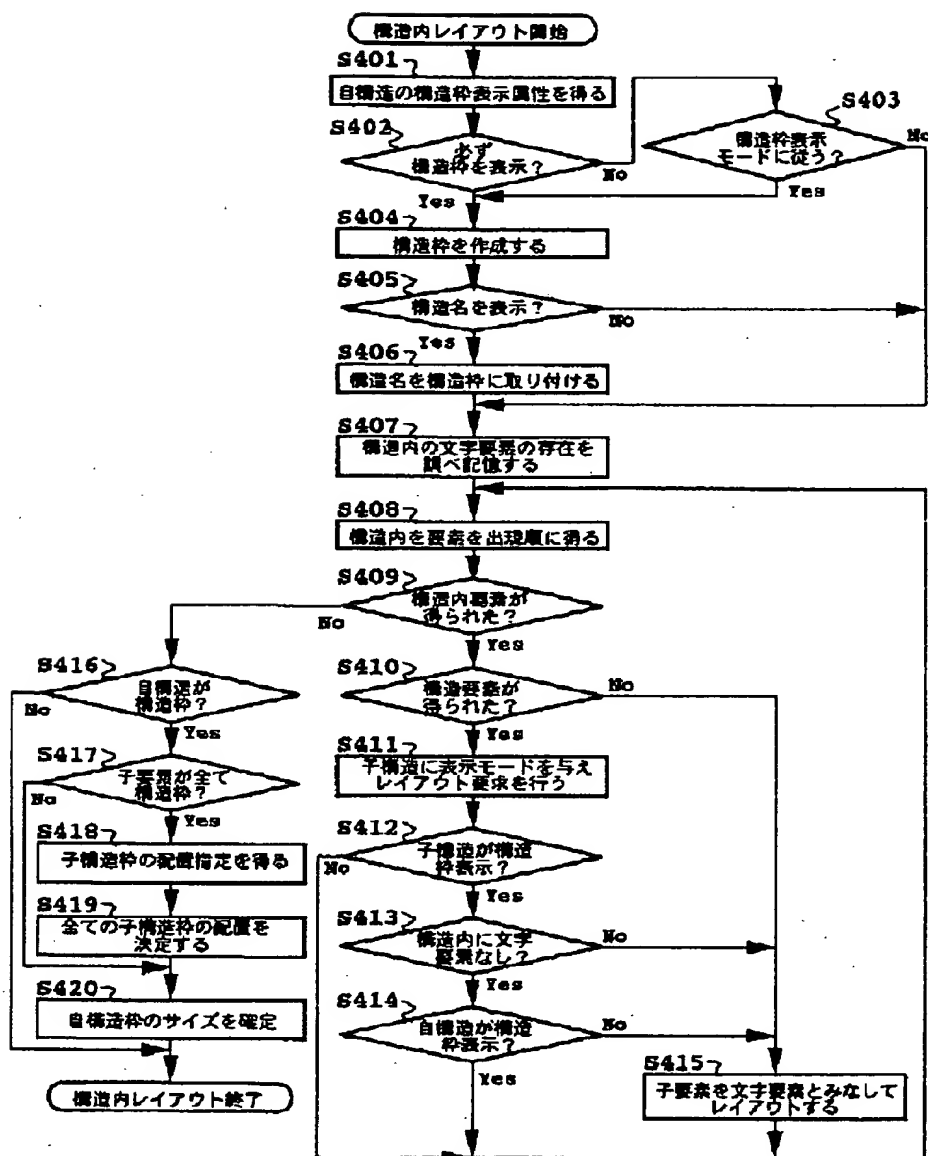 構造内レイアウト開始
S401
自構造の構造枠表示属性を得る
S402
必ず
構造枠を表示？
No
Yes
S403
構造枠表示
モードに従う？
No
Yes
S404
構造枠を作成する
S405
構造名を表示？
No
Yes
S406
構造名を構造枠に取り付ける
S407
構造内の文字要素の存在を
調べ記憶する
S408
構造内を要素を出現順に得る
S409
構造内要素が
得られた？
No
Yes
S410
構造要素が
得られた？
No
Yes
S411
子構造に表示モードを与え
レイアウト要求を行う
S412
子構造が構造
枠表示？
No
Yes
S413
構造内に文字
要素なし？
No
Yes
S414
自構造が構造
枠表示？
No
Yes
S415
子要素を文字要素とみなして
レイアウトする
S416
自構造が
構造枠？
No
Yes
S417
子要素が全て
構造枠？
No
Yes
S418
子構造枠の配置指定を得る
S419
全ての子構造枠の配置を
決定する
S420
自構造枠のサイズを確定
構造内レイアウト終了